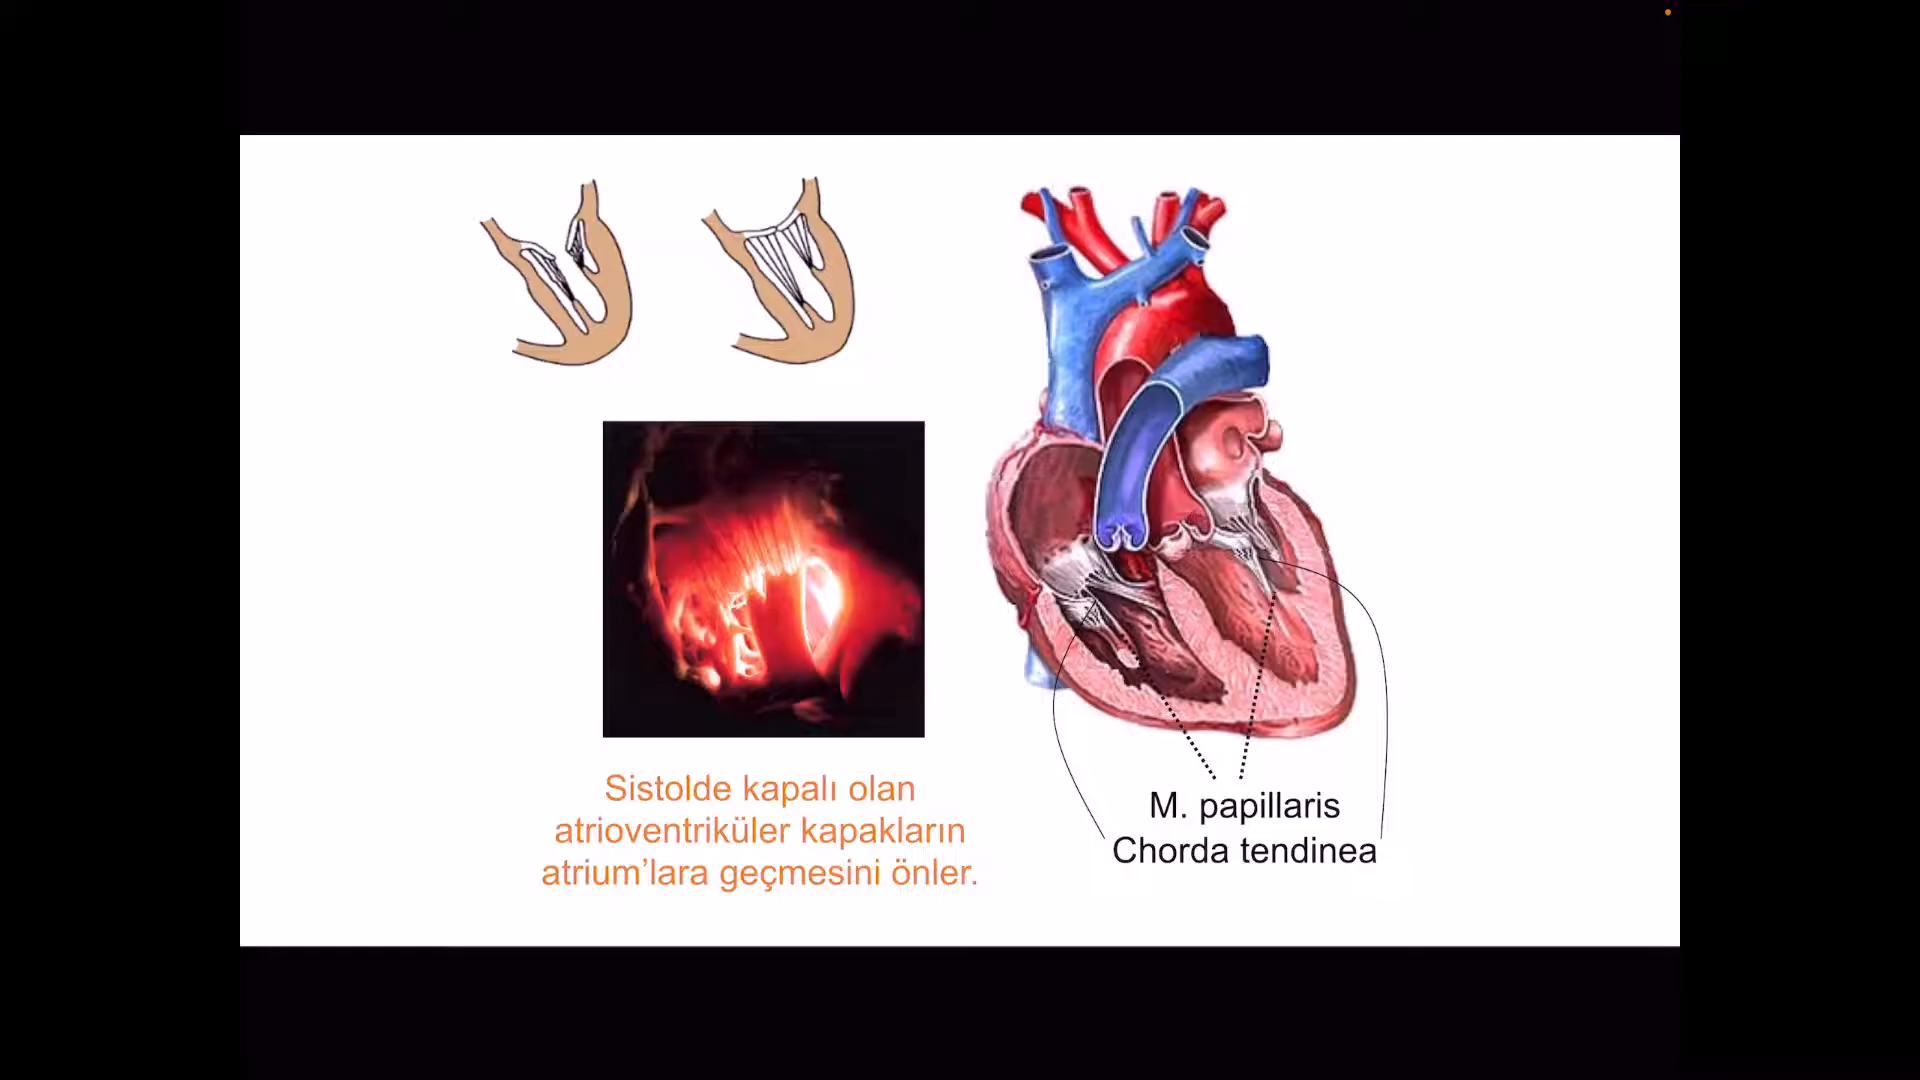 Sistolde kapalı olan
atrioventriküler kapakların
atrium’lara geçmesini önler.
M. papillaris
Chorda tendinea